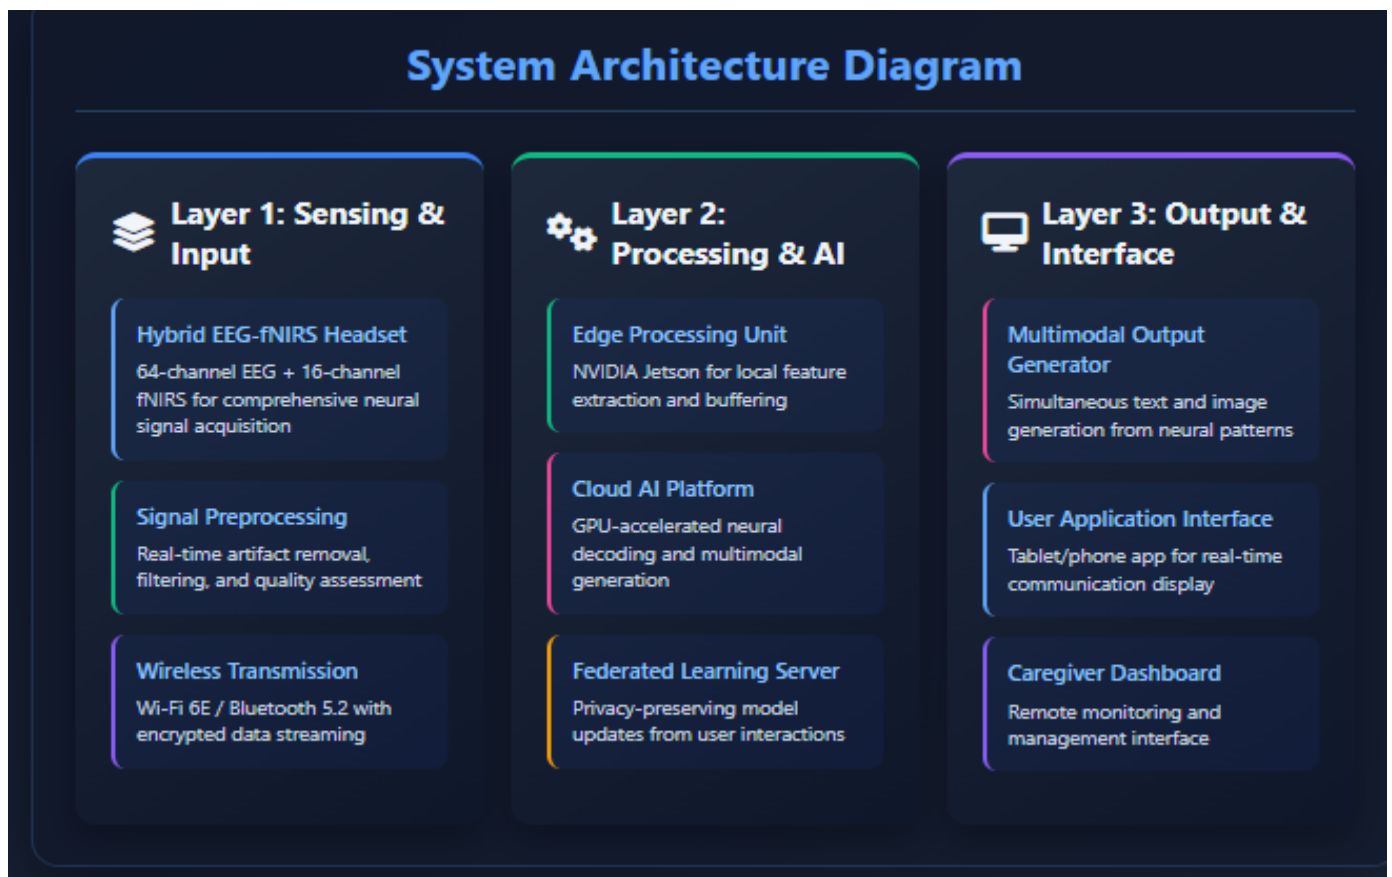 System Architecture Diagram
Layer 1: Sensing &
Input
Hybrid EEG-fNIRS Headset
64-channel EEG + 16-channel
fNIRS for comprehensive neural
signal acquisition
Signal Preprocessing
Real-time artifact removal,
filtering, and quality assessment
Wireless Transmission
Wi-Fi 6E / Bluetooth 5.2 with
encrypted data streaming
Layer 2:
Processing & AI
Edge Processing Unit
NVIDIA Jetson for local feature
extraction and buffering
Cloud AI Platform
GPU-accelerated neural
decoding and multimodal
generation
Federated Learning Server
Privacy-preserving model
updates from user interactions
Layer 3: Output &
Interface
Multimodal Output
Generator
Simultaneous text and image
generation from neural patterns
User Application Interface
Tablet/phone app for real-time
communication display
Caregiver Dashboard
Remote monitoring and
management interface